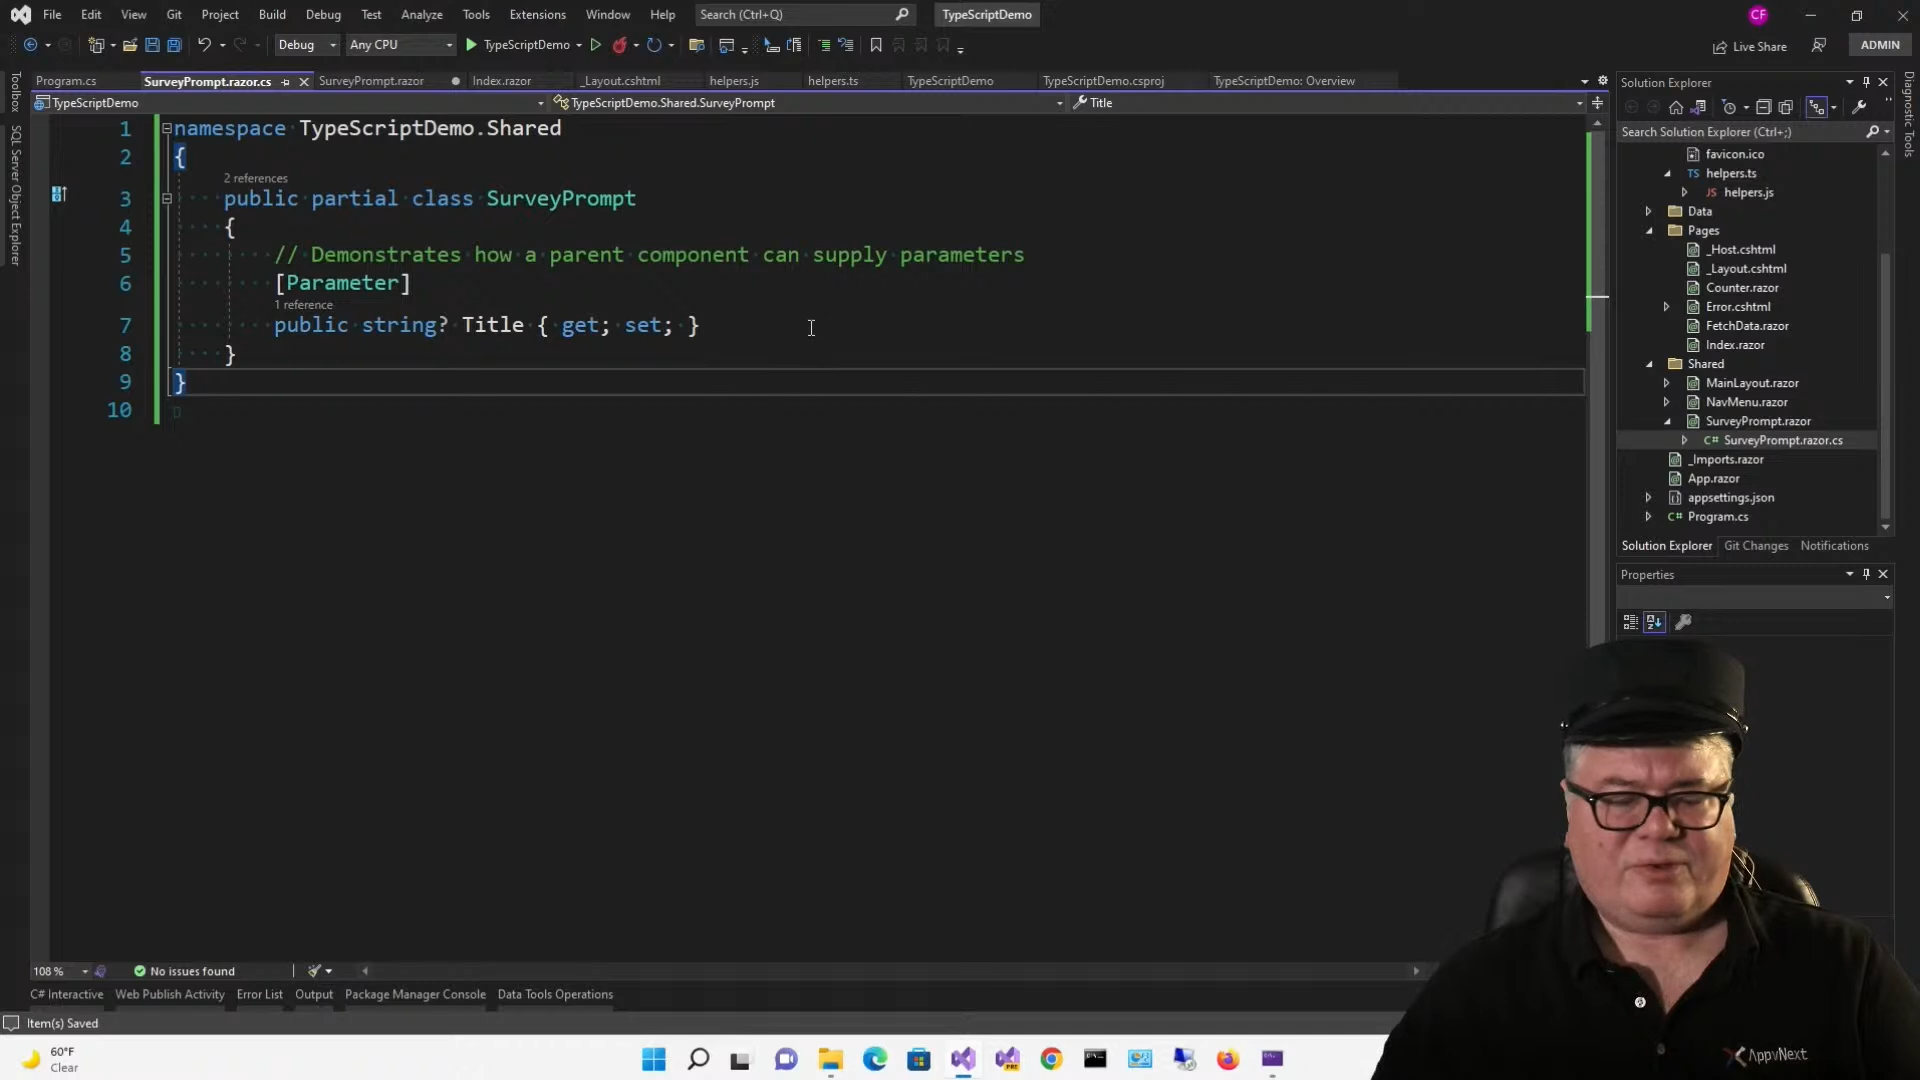 File Edit View Git Project Build Debug Test Analyze Tools Extensions Window Help Search (Ctrl+Q) TypeScriptDemo CF
Debug Any CPU TypeScriptDemo Live Share ADMIN
Program.cs SurveyPrompt.razor.cs SurveyPrompt.razor Index.razor _Layout.cshtml helpers.js helpers.ts TypeScriptDemo TypeScriptDemo.csproj TypeScriptDemo: Overview
TypeScriptDemo TypeScriptDemo.Shared.SurveyPrompt Title
Toolbox
SQL Server Object Explorer
1 namespace TypeScriptDemo.Shared
2 {
2 references
3 public partial class SurveyPrompt
4 {
5 // Demonstrates how a parent component can supply parameters
6 [Parameter]
1 reference
7 public string? Title { get; set; }
8 }
9 }
10
Solution Explorer
Search Solution Explorer (Ctrl+;)
favicon.ico
helpers.ts
JS helpers.js
Data
Pages
_Host.cshtml
_Layout.cshtml
Counter.razor
Error.cshtml
FetchData.razor
Index.razor
Shared
MainLayout.razor
NavMenu.razor
SurveyPrompt.razor
C# SurveyPrompt.razor.cs
_Imports.razor
App.razor
appsettings.json
C# Program.cs
Solution Explorer Git Changes Notifications
Properties
Diagnostic Tools
108 % No issues found
C# Interactive Web Publish Activity Error List Output Package Manager Console Data Tools Operations
Item(s) Saved
60°F
Clear
PRE
AppvNext